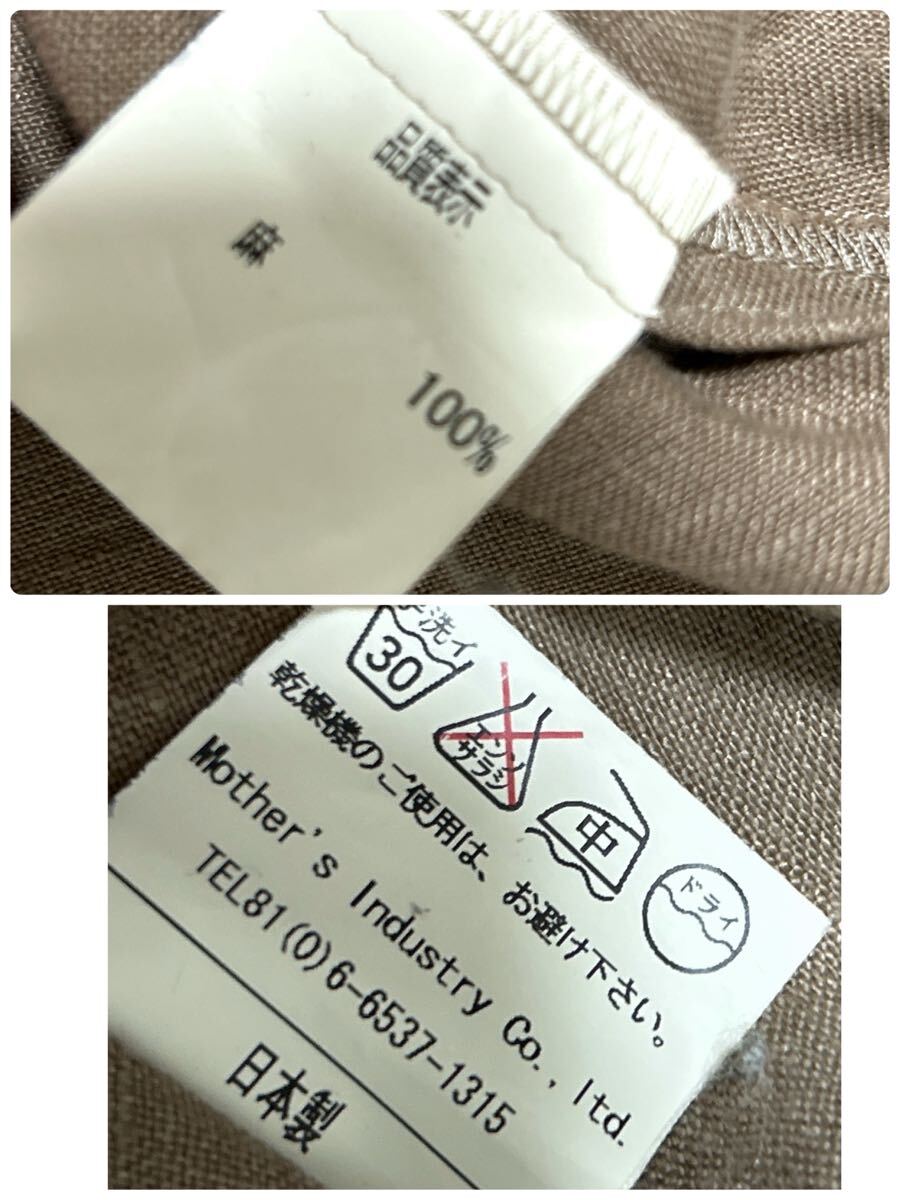 品質表示
麻
100%
手洗イ
30
エンソ
サラシ
中
ドライ
乾燥機のご使用は、お避け下さい。
Mother's Industry Co., ltd.
TEL81(0)6-6537-1315
日本製